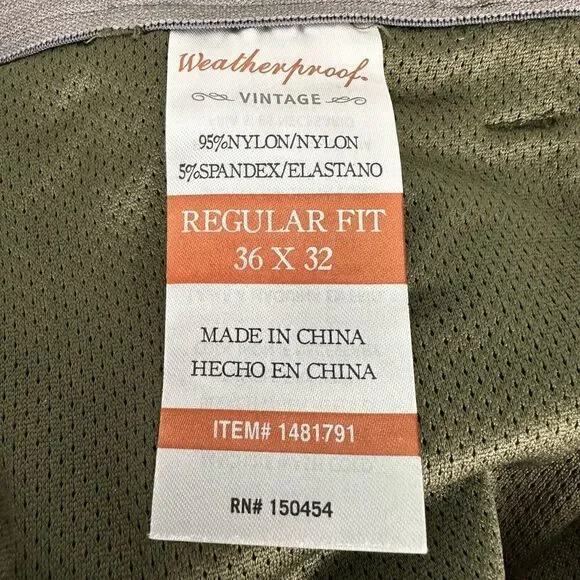 Weatherproof®
VINTAGE
95%NYLON/NYLON
5%SPANDEX/ELASTANO
REGULAR FIT
36 X 32
MADE IN CHINA
HECHO EN CHINA
ITEM# 1481791
RN# 150454